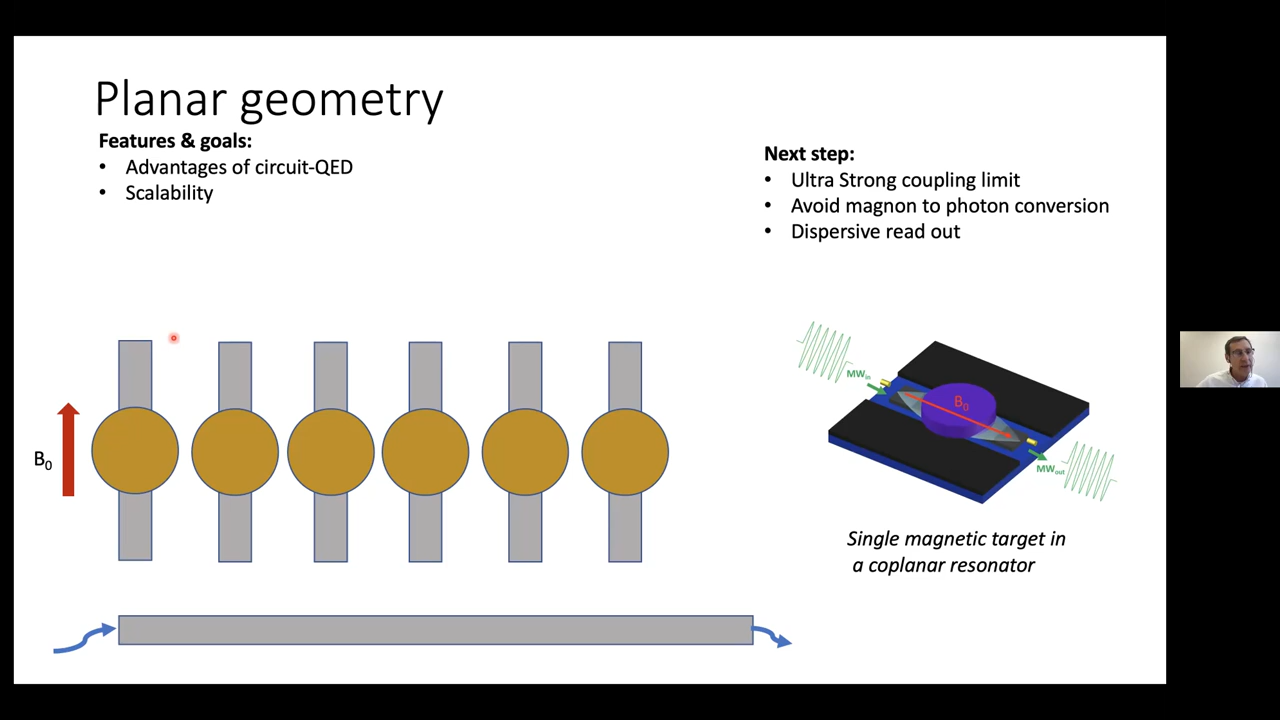 Planar geometry
Features & goals:
• Advantages of circuit-QED
• Scalability
Next step:
• Ultra Strong coupling limit
• Avoid magnon to photon conversion
• Dispersive read out
B₀
MWin
B₀
MWout
Single magnetic target in
a coplanar resonator